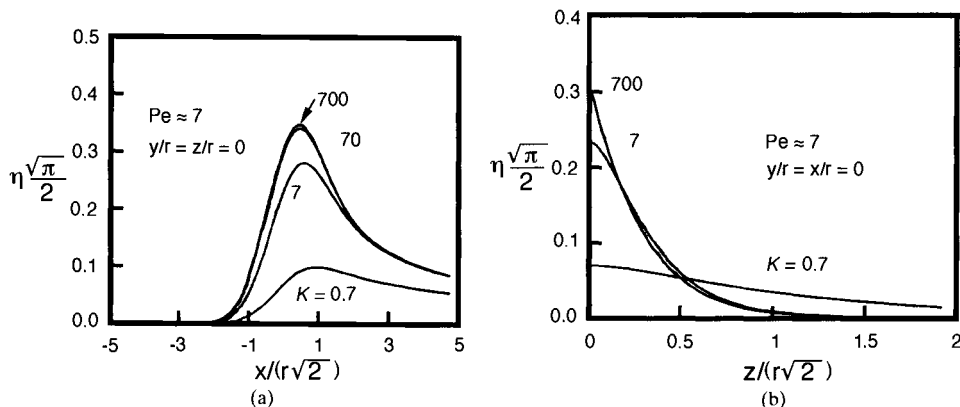 0.5
0.4
0.3
0.2
0.1
0.0
η √π/2
Pe ≈ 7
y/r = z/r = 0
700
70
7
K = 0.7
-5 -3 -1 1 3 5
x/(r√2)
(a)
0.4
0.3
0.2
0.1
0.0
η √π/2
700
7
Pe ≈ 7
y/r = x/r = 0
K = 0.7
0 0.5 1 1.5 2
z/(r√2)
(b)